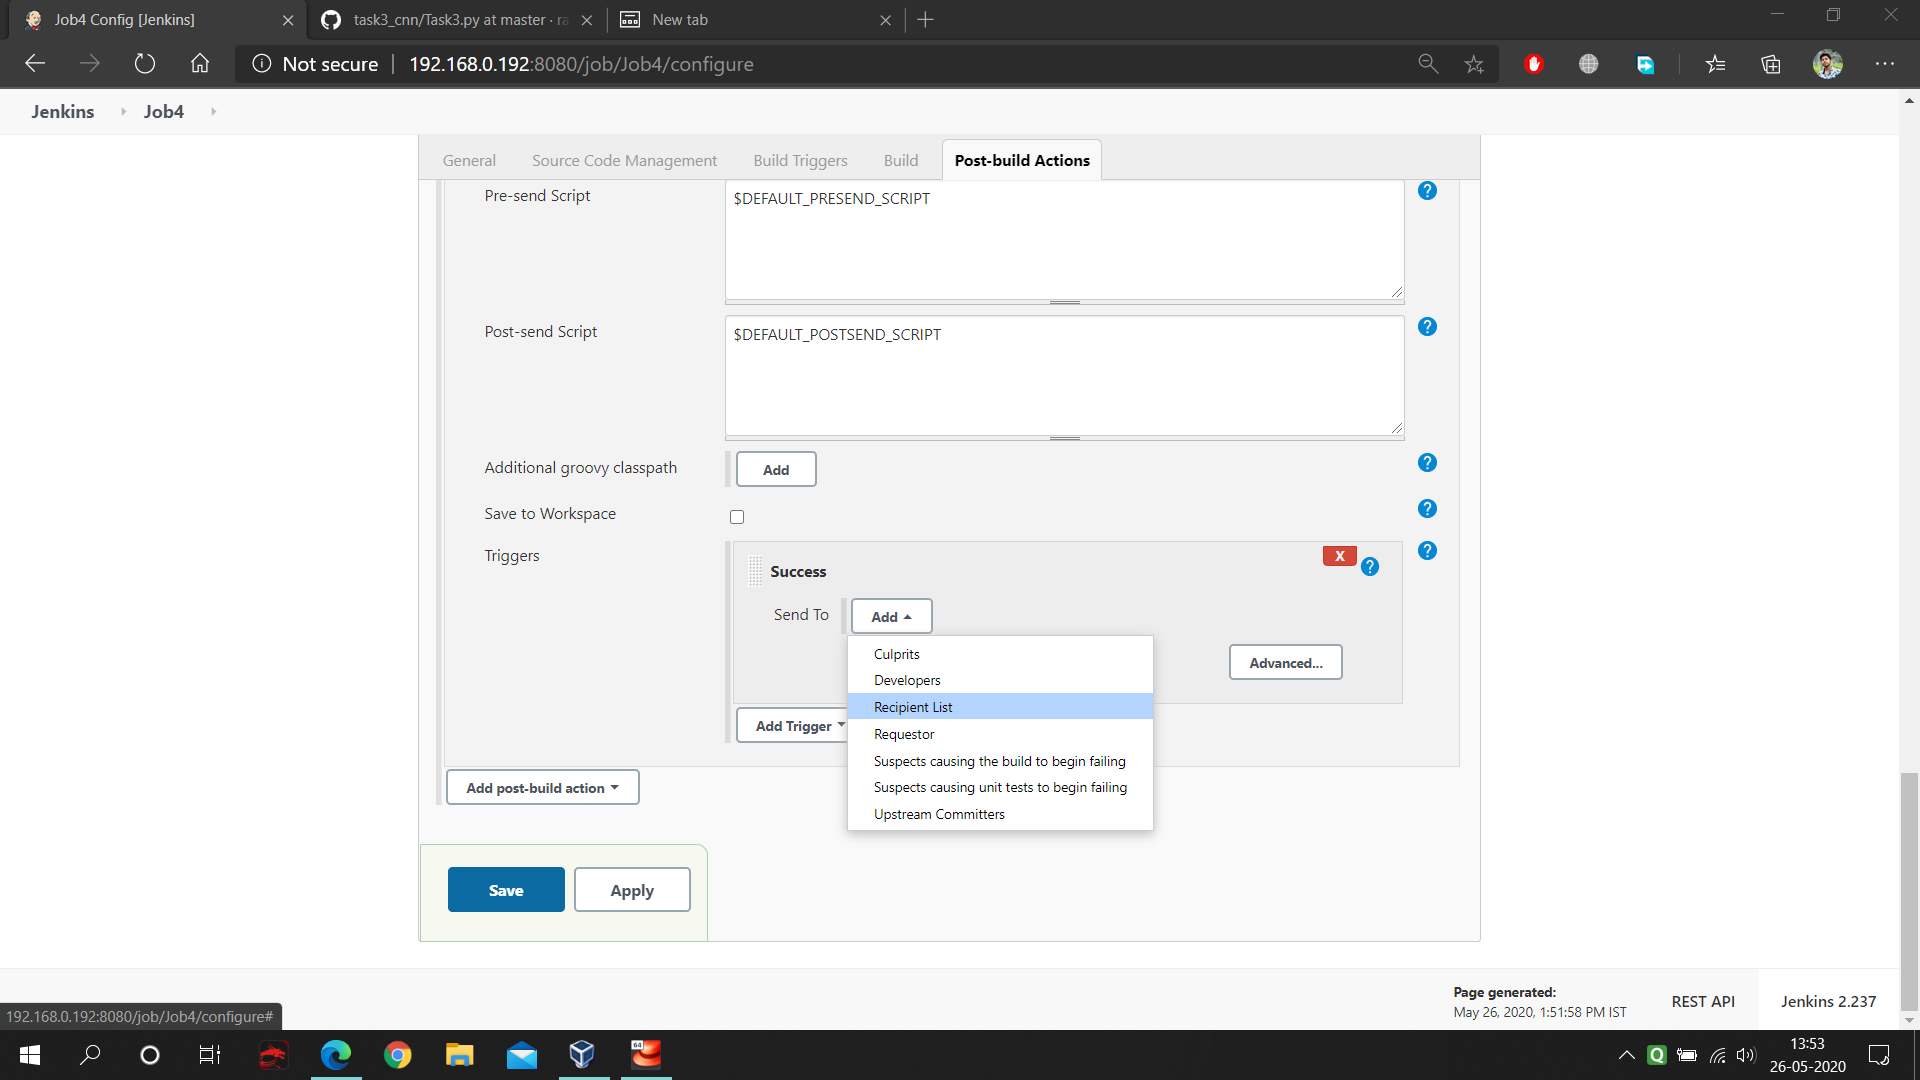 Job4 Config [Jenkins]
task3_cnn/Task3.py at master · ra
New tab
Not secure
192.168.0.192:8080/job/Job4/configure
Jenkins
Job4
General
Source Code Management
Build Triggers
Build
Post-build Actions
Pre-send Script
$DEFAULT_PRESEND_SCRIPT
?
Post-send Script
$DEFAULT_POSTSEND_SCRIPT
?
Additional groovy classpath
Add
?
Save to Workspace
?
Triggers
X
?
?
Success
Send To
Add
Culprits
Developers
Recipient List
Requestor
Suspects causing the build to begin failing
Suspects causing unit tests to begin failing
Upstream Committers
Advanced...
Add Trigger
Add post-build action
Save
Apply
Page generated:
May 26, 2020, 1:51:58 PM IST
REST API
Jenkins 2.237
192.168.0.192:8080/job/Job4/configure#
64
Q
13:53
26-05-2020